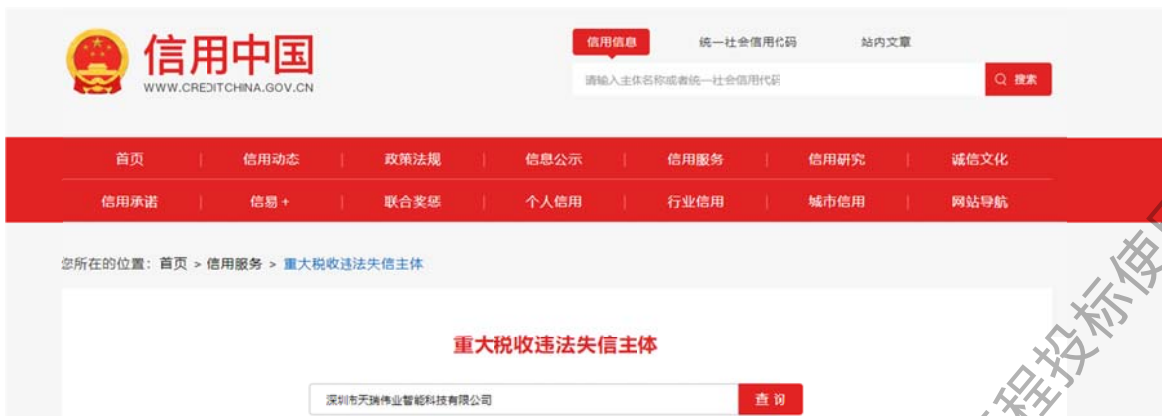 信用中国
WWW.CREDITCHINA.GOV.CN
信用信息 统一社会信用代码 站内文章
请输入主体名称或者统一社会信用代码 搜索
首页 | 信用动态 | 政策法规 | 信息公示 | 信用服务 | 信用研究 | 诚信文化
信用承诺 | 信易+ | 联合奖惩 | 个人信用 | 行业信用 | 城市信用 | 网站导航
您所在的位置：首页 > 信用服务 > 重大税收违法失信主体
重大税收违法失信主体
深圳市天瑞伟业智能科技有限公司 查询
程投标使